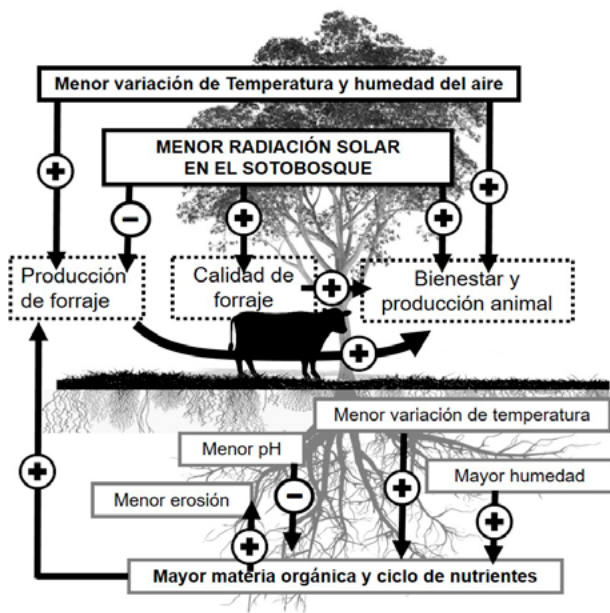 Menor variación de Temperatura y humedad del aire
MENOR RADIACIÓN SOLAR
EN EL SOTOBOSQUE
+
−
+
+
+
Producción
de forraje
Calidad de
forraje
+
Bienestar y
producción animal
+
Menor variación de temperatura
Menor pH
Mayor humedad
Menor erosión
+
−
+
+
+
Mayor materia orgánica y ciclo de nutrientes